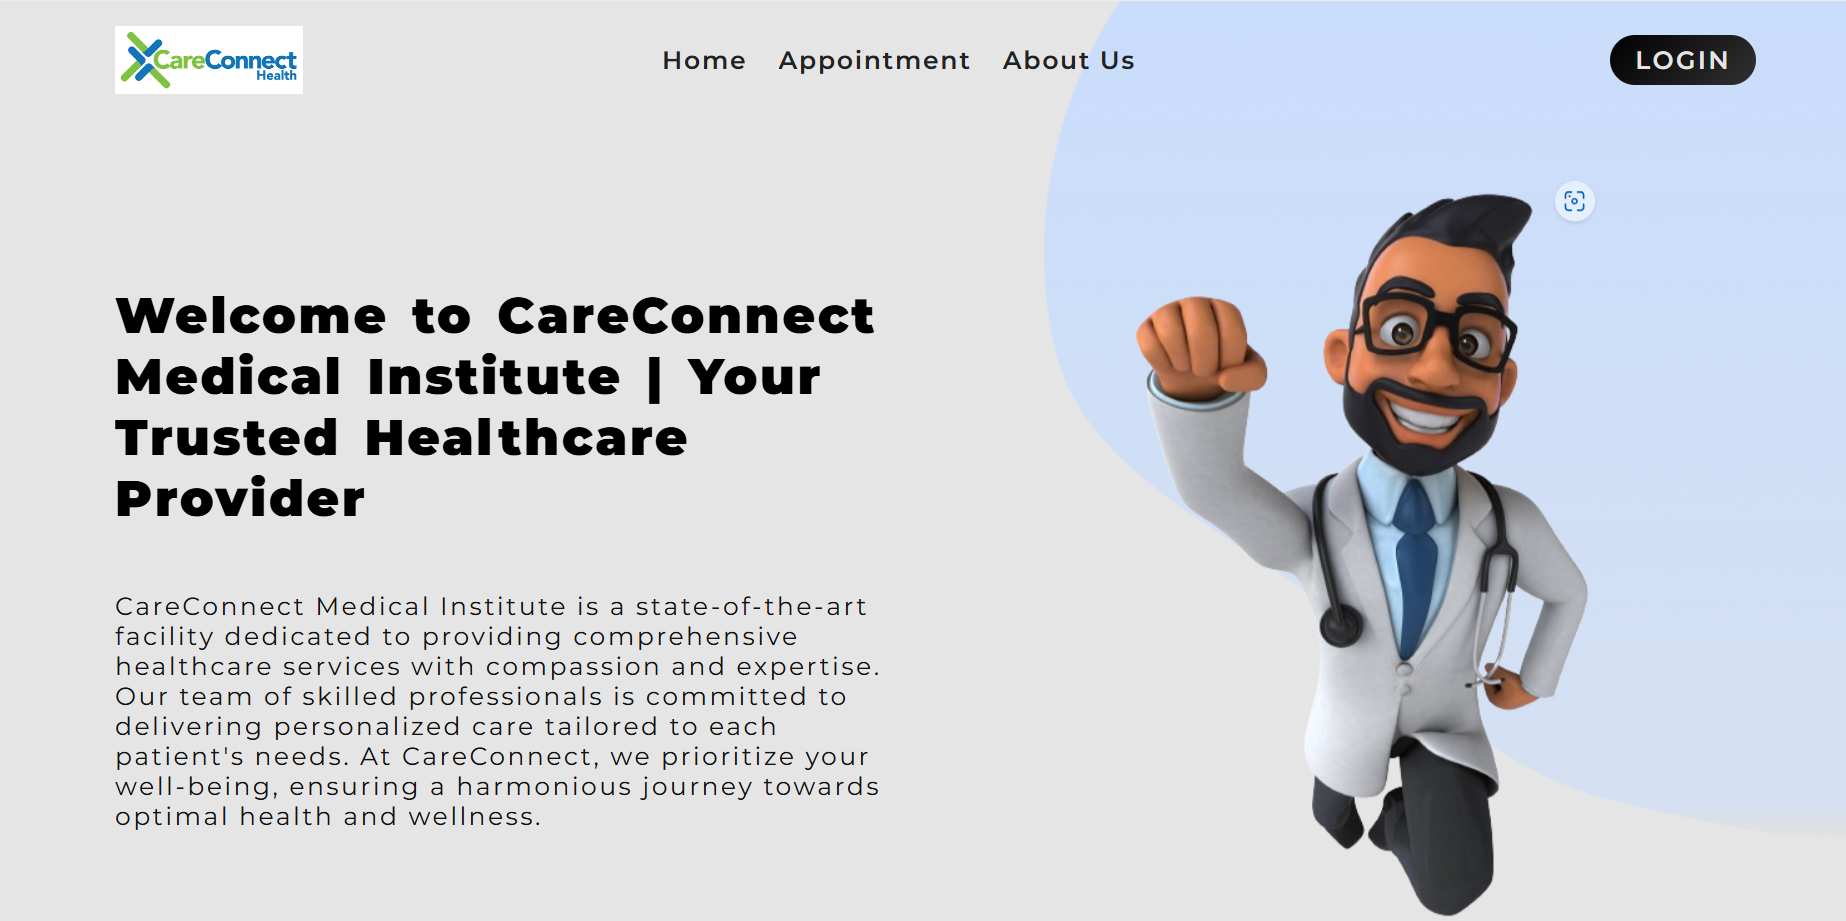 CareConnect
Health
Home Appointment About Us
LOGIN
Welcome to CareConnect
Medical Institute | Your
Trusted Healthcare
Provider
CareConnect Medical Institute is a state-of-the-art
facility dedicated to providing comprehensive
healthcare services with compassion and expertise.
Our team of skilled professionals is committed to
delivering personalized care tailored to each
patient's needs. At CareConnect, we prioritize your
well-being, ensuring a harmonious journey towards
optimal health and wellness.